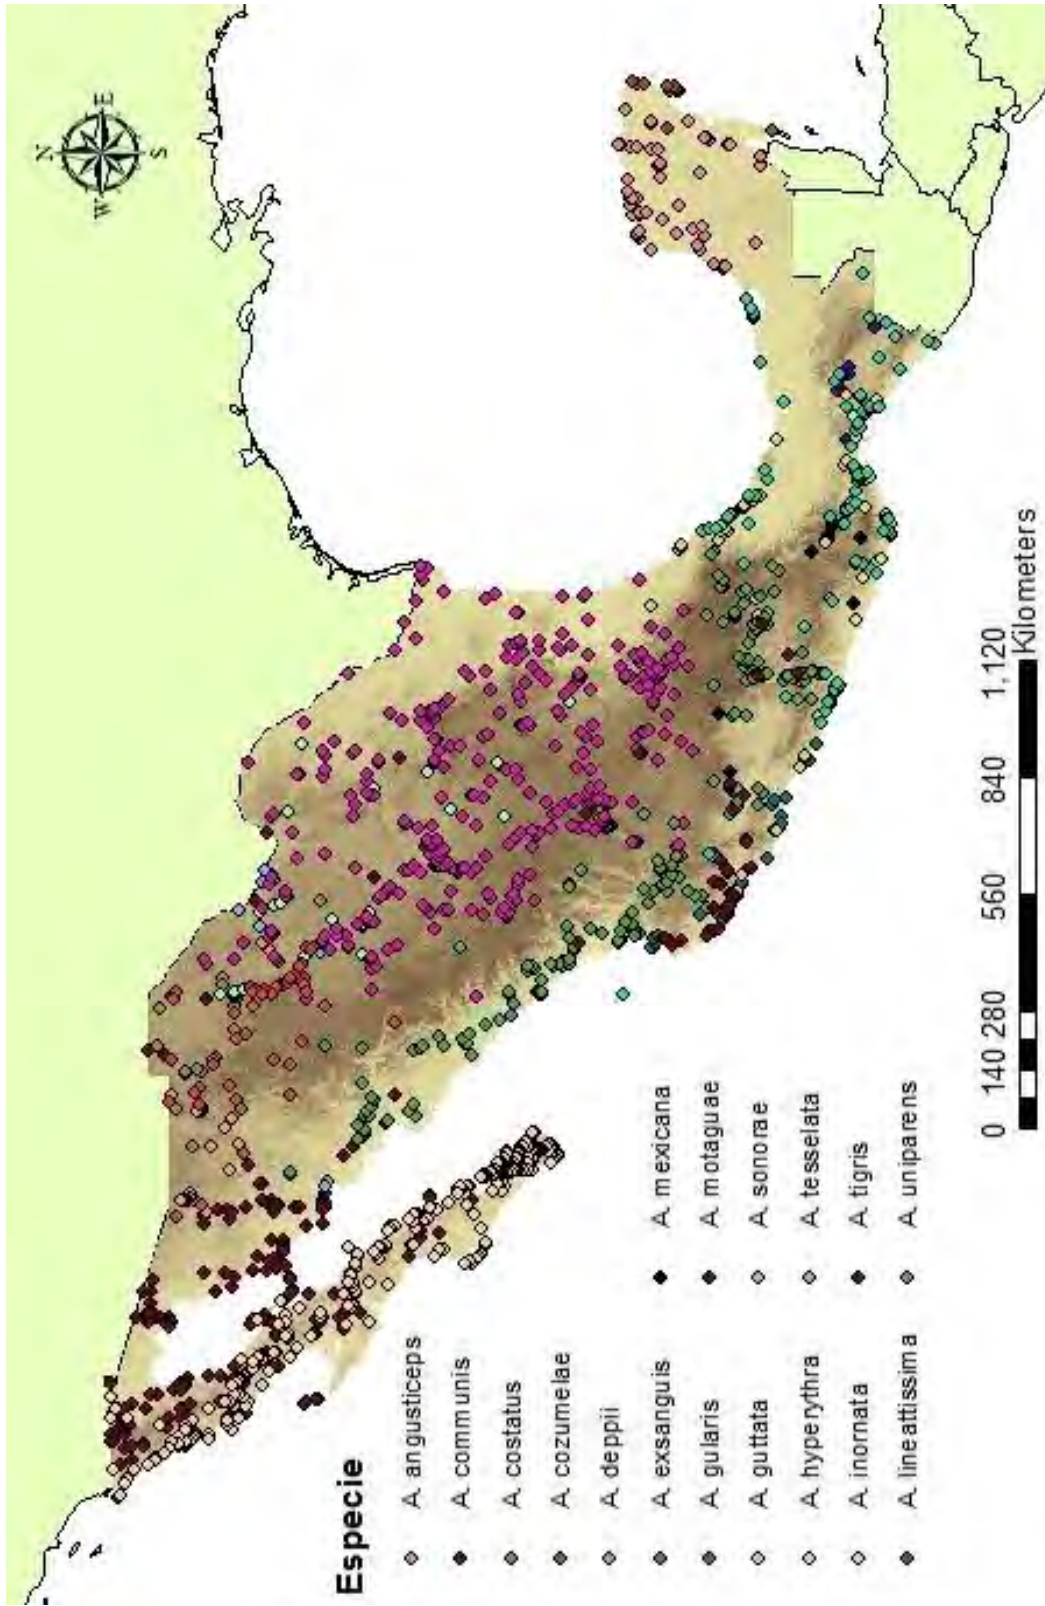 N
W E
S
Especie
A. angusticeps
A. communis
A. costatus
A. cozumelae
A. deppii
A. exsanguis
A. gularis
A. guttata
A. hyperythra
A. inornata
A. lineattissima
A. mexicana
A. motaguae
A. sonorae
A. tesselata
A. tigris
A. uniparens
0 140 280 560 840 1,120
Kilometers